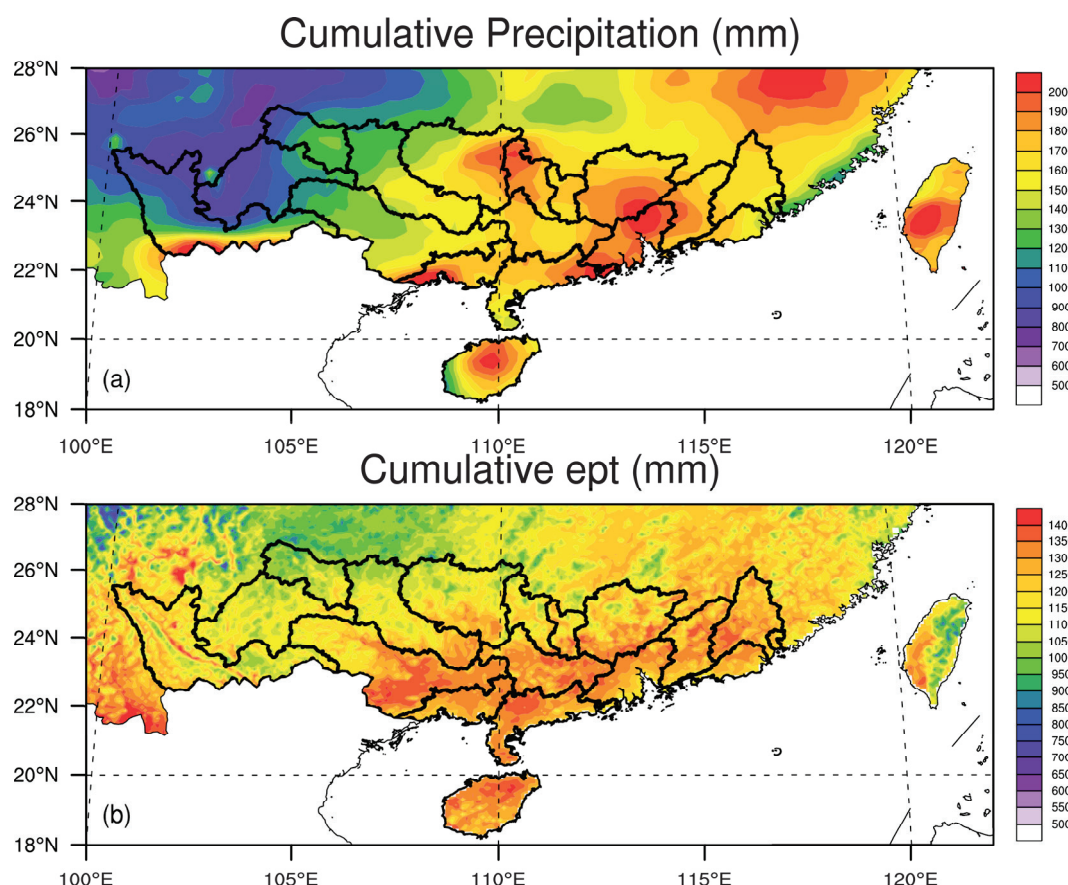 Cumulative Precipitation (mm)
28°N
26°N
24°N
22°N
20°N
18°N
(a)
100°E 105°E 110°E 115°E 120°E
200
190
180
170
160
150
140
130
120
110
100
900
800
700
600
500
Cumulative ept (mm)
28°N
26°N
24°N
22°N
20°N
18°N
(b)
100°E 105°E 110°E 115°E 120°E
140
135
130
125
120
115
110
105
100
950
900
850
800
750
700
650
600
550
500